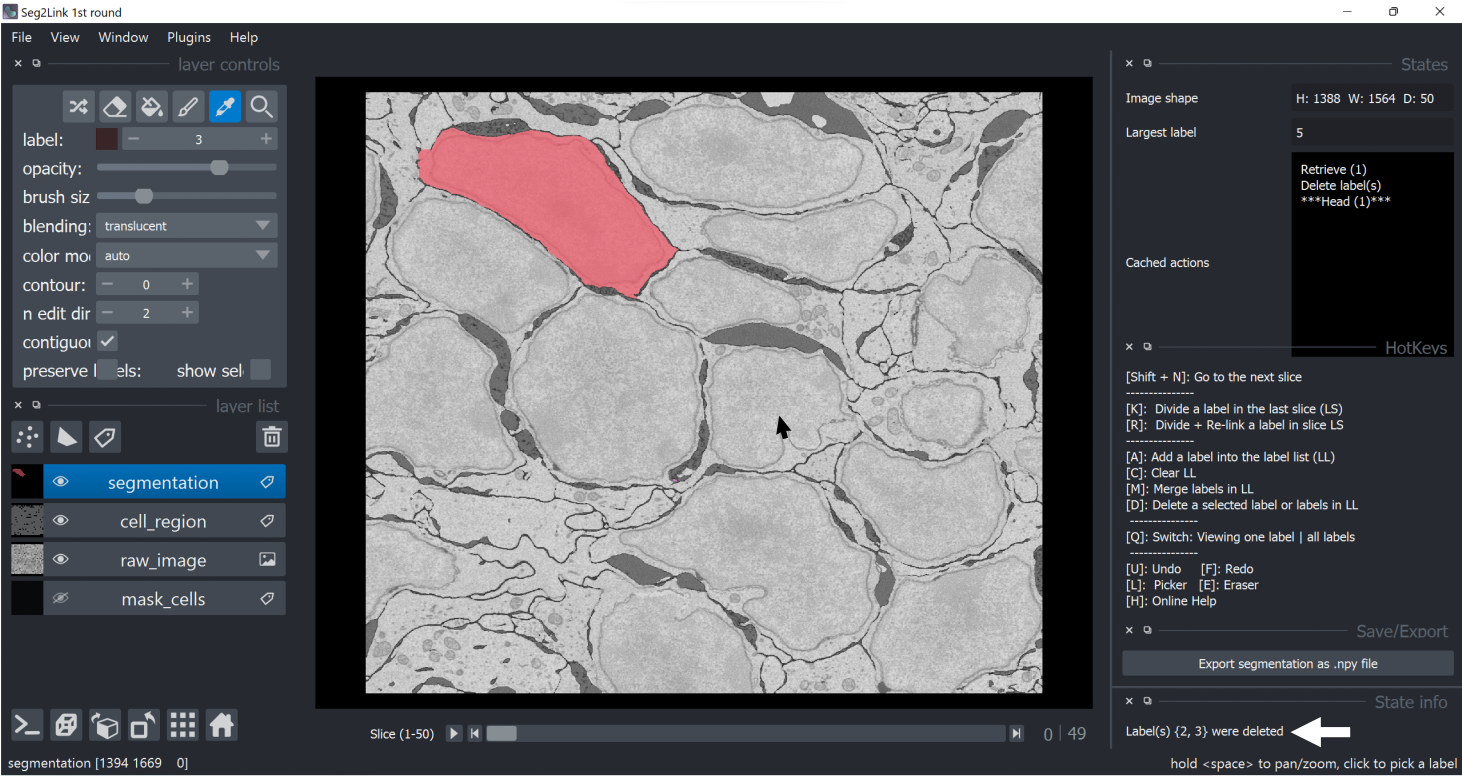 Seg2Link 1st round
File View Window Plugins Help
layer controls
label: 3
opacity:
brush siz
blending: translucent
color mo auto
contour: 0
n edit dir 2
contiguou
preserve l els: show sel
layer list
segmentation
cell_region
raw_image
mask_cells
Slice (1-50) 0 49
segmentation [1394 1669 0]
States
Image shape H: 1388 W: 1564 D: 50
Largest label 5
Cached actions
Retrieve (1)
Delete label(s)
***Head (1)***
HotKeys
[Shift + N]: Go to the next slice
---------------
[K]: Divide a label in the last slice (LS)
[R]: Divide + Re-link a label in slice LS
---------------
[A]: Add a label into the label list (LL)
[C]: Clear LL
[M]: Merge labels in LL
[D]: Delete a selected label or labels in LL
---------------
[Q]: Switch: Viewing one label | all labels
---------------
[U]: Undo [F]: Redo
[L]: Picker [E]: Eraser
[H]: Online Help
Save/Export
Export segmentation as .npy file
State info
Label(s) {2, 3} were deleted
hold <space> to pan/zoom, click to pick a label